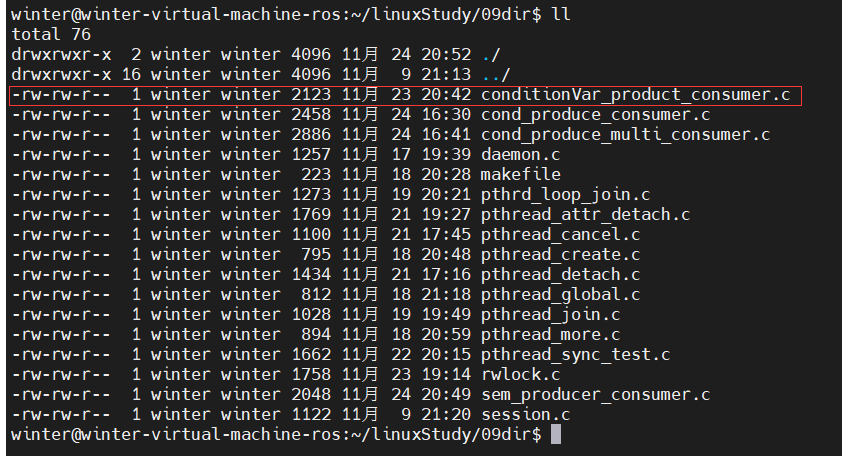 winter@winter-virtual-machine-ros:~/linuxStudy/09dir$ ll
total 76
drwxrwxr-x  2 winter winter 4096 11月 24 20:52 ./
drwxrwxr-x 16 winter winter 4096 11月  9 21:13 ../
-rw-rw-r--  1 winter winter 2123 11月 23 20:42 conditionVar_product_consumer.c
-rw-rw-r--  1 winter winter 2458 11月 24 16:30 cond_produce_consumer.c
-rw-rw-r--  1 winter winter 2886 11月 24 16:41 cond_produce_multi_consumer.c
-rw-rw-r--  1 winter winter 1257 11月 17 19:39 daemon.c
-rw-rw-r--  1 winter winter  223 11月 18 20:28 makefile
-rw-rw-r--  1 winter winter 1273 11月 19 20:21 pthrd_loop_join.c
-rw-rw-r--  1 winter winter 1769 11月 21 19:27 pthread_attr_detach.c
-rw-rw-r--  1 winter winter 1100 11月 21 17:45 pthread_cancel.c
-rw-rw-r--  1 winter winter  795 11月 18 20:48 pthread_create.c
-rw-rw-r--  1 winter winter 1434 11月 21 17:16 pthread_detach.c
-rw-rw-r--  1 winter winter  812 11月 18 21:18 pthread_global.c
-rw-rw-r--  1 winter winter 1028 11月 19 19:49 pthread_join.c
-rw-rw-r--  1 winter winter  894 11月 18 20:59 pthread_more.c
-rw-rw-r--  1 winter winter 1662 11月 22 20:15 pthread_sync_test.c
-rw-rw-r--  1 winter winter 1758 11月 23 19:14 rwlock.c
-rw-rw-r--  1 winter winter 2048 11月 24 20:49 sem_producer_consumer.c
-rw-rw-r--  1 winter winter 1122 11月  9 21:20 session.c
winter@winter-virtual-machine-ros:~/linuxStudy/09dir$